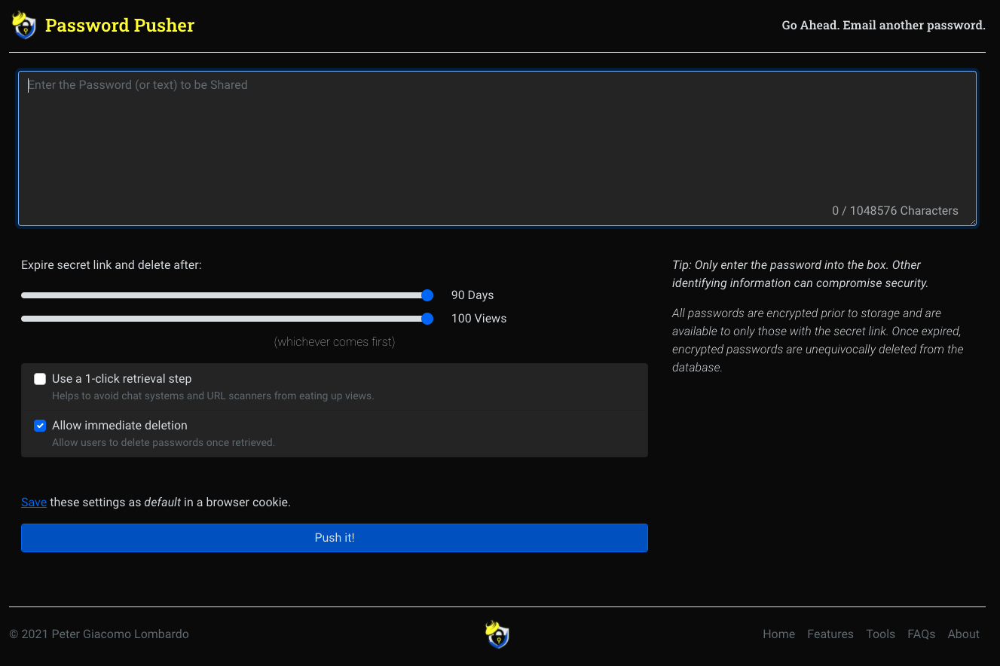 Password Pusher
Go Ahead. Email another password.
Enter the Password (or text) to be Shared
0 / 1048576 Characters
Expire secret link and delete after:
90 Days
100 Views
(whichever comes first)
Use a 1-click retrieval step
Helps to avoid chat systems and URL scanners from eating up views.
Allow immediate deletion
Allow users to delete passwords once retrieved.
Tip: Only enter the password into the box. Other
identifying information can compromise security.
All passwords are encrypted prior to storage and are
available to only those with the secret link. Once expired,
encrypted passwords are unequivocally deleted from the
database.
Save these settings as default in a browser cookie.
Push it!
© 2021 Peter Giacomo Lombardo
Home Features Tools FAQs About